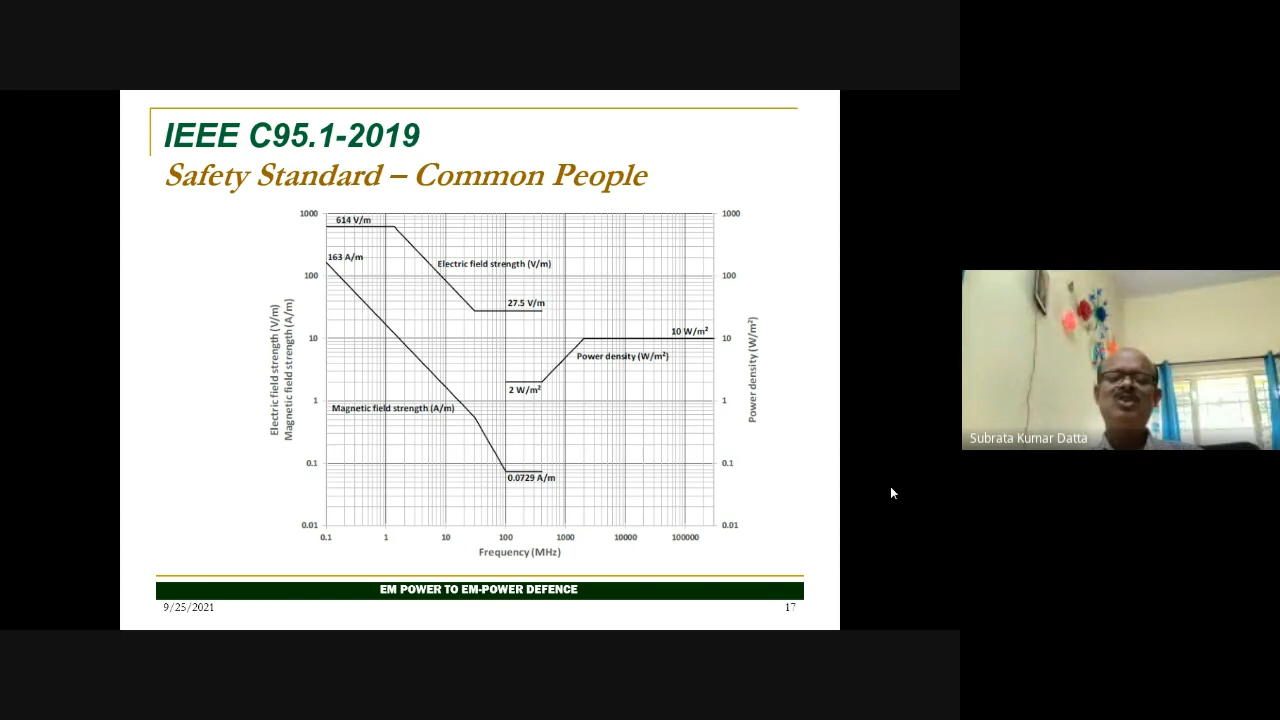 IEEE C95.1-2019
Safety Standard – Common People
1000
100
10
1
0.1
0.01
Electric field strength (V/m)
Magnetic field strength (A/m)
614 V/m
163 A/m
Electric field strength (V/m)
27.5 V/m
10 W/m²
Power density (W/m²)
2 W/m²
Magnetic field strength (A/m)
0.0729 A/m
1000
100
10
1
0.1
0.01
Power density (W/m²)
0.1
1
10
100
1000
10000
100000
Frequency (MHz)
EM POWER TO EM-POWER DEFENCE
9/25/2021
17
Subrata Kumar Datta